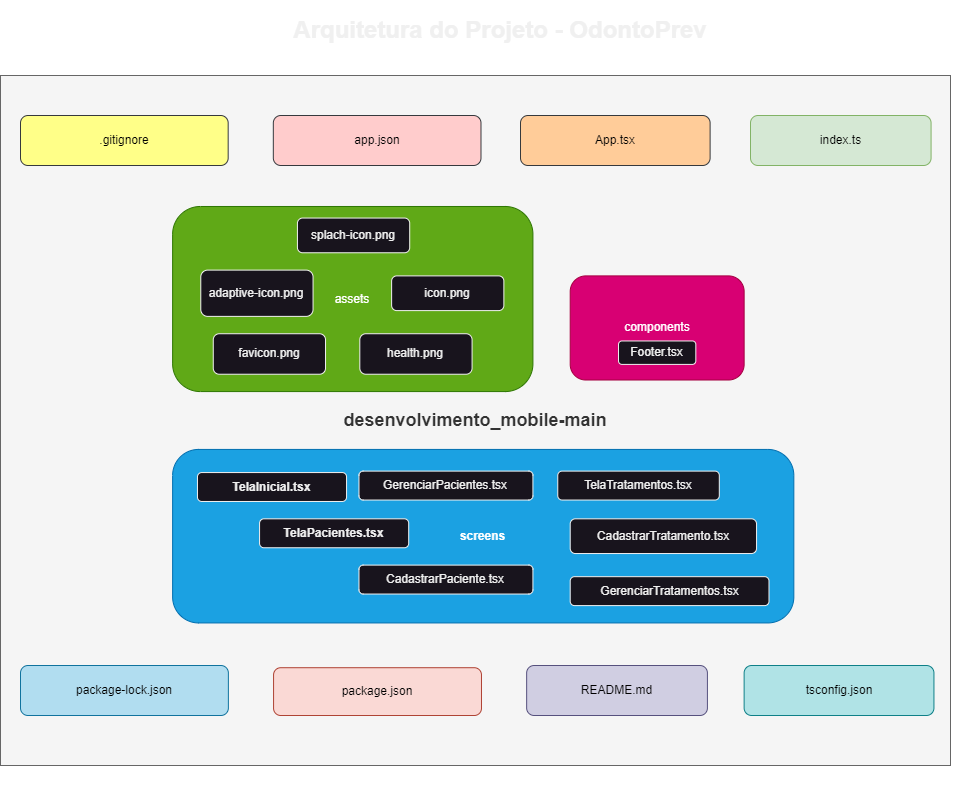 Arquitetura do Projeto - OdontoPrev
.gitignore
app.json
App.tsx
index.ts
splach-icon.png
adaptive-icon.png
assets
icon.png
favicon.png
health.png
components
Footer.tsx
desenvolvimento_mobile-main
TelaInicial.tsx
GerenciarPacientes.tsx
TelaTratamentos.tsx
TelaPacientes.tsx
screens
CadastrarTratamento.tsx
CadastrarPaciente.tsx
GerenciarTratamentos.tsx
package-lock.json
package.json
README.md
tsconfig.json